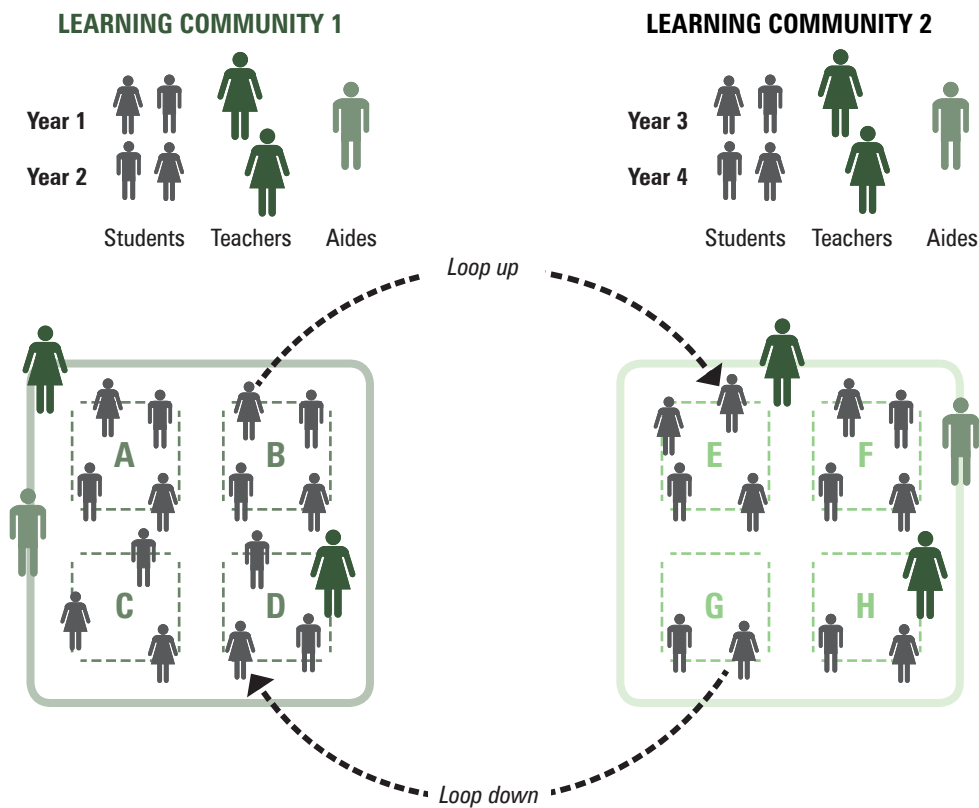 LEARNING COMMUNITY 1
Year 1
Year 2
Students Teachers Aides
LEARNING COMMUNITY 2
Year 3
Year 4
Students Teachers Aides
Loop up
A
B
C
D
E
F
G
H
Loop down